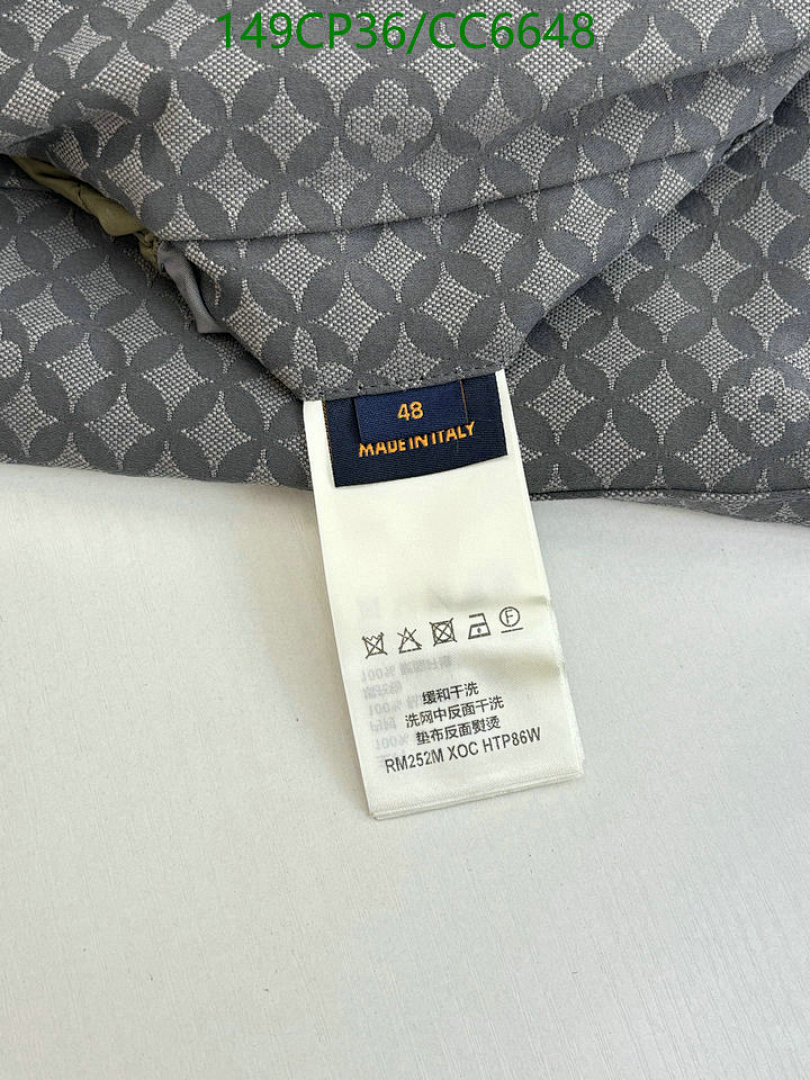 149CP36/CC6648
48
MADE IN ITALY
F
缓和干洗
洗网中反面干洗
垫布反面熨烫
RM252M XOC HTP86W